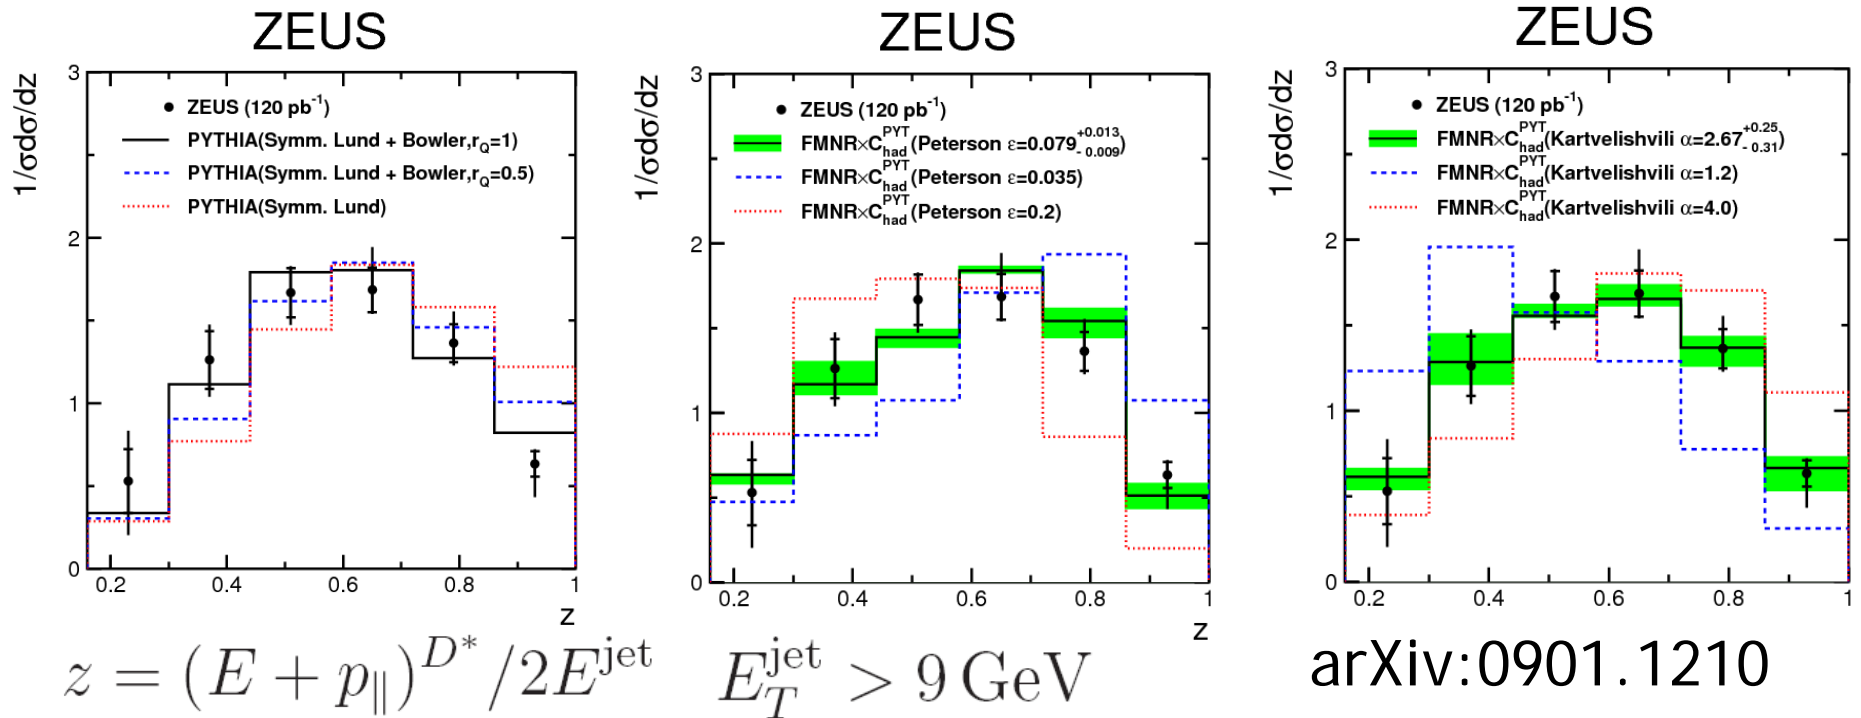 ZEUS
3
2
1
0
1/σdσ/dz
ZEUS (120 pb⁻¹)
PYTHIA(Symm. Lund + Bowler,r_Q=1)
PYTHIA(Symm. Lund + Bowler,r_Q=0.5)
PYTHIA(Symm. Lund)
0.2 0.4 0.6 0.8 1
z
ZEUS
3
2
1
0
1/σdσ/dz
ZEUS (120 pb⁻¹)
FMNR×C_had^PYT(Peterson ε=0.079^{+0.013}_{-0.009})
FMNR×C_had^PYT(Peterson ε=0.035)
FMNR×C_had^PYT(Peterson ε=0.2)
0.2 0.4 0.6 0.8 1
z
ZEUS
3
2
1
0
1/σdσ/dz
ZEUS (120 pb⁻¹)
FMNR×C_had^PYT(Kartvelishvili α=2.67^{+0.25}_{-0.31})
FMNR×C_had^PYT(Kartvelishvili α=1.2)
FMNR×C_had^PYT(Kartvelishvili α=4.0)
0.2 0.4 0.6 0.8 1
z = (E + p_∥)^{D*}/2E^{jet}
E_T^{jet} > 9 GeV
arXiv:0901.1210